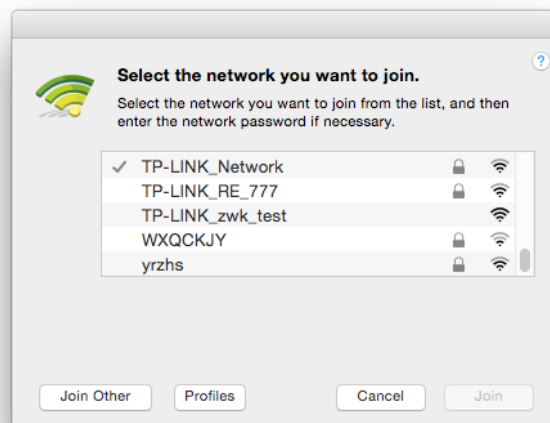 ?
Select the network you want to join.
Select the network you want to join from the list, and then
enter the network password if necessary.
TP-LINK_Network
TP-LINK_RE_777
TP-LINK_zwk_test
WXQCKJY
yrzhs
Join Other Profiles Cancel Join